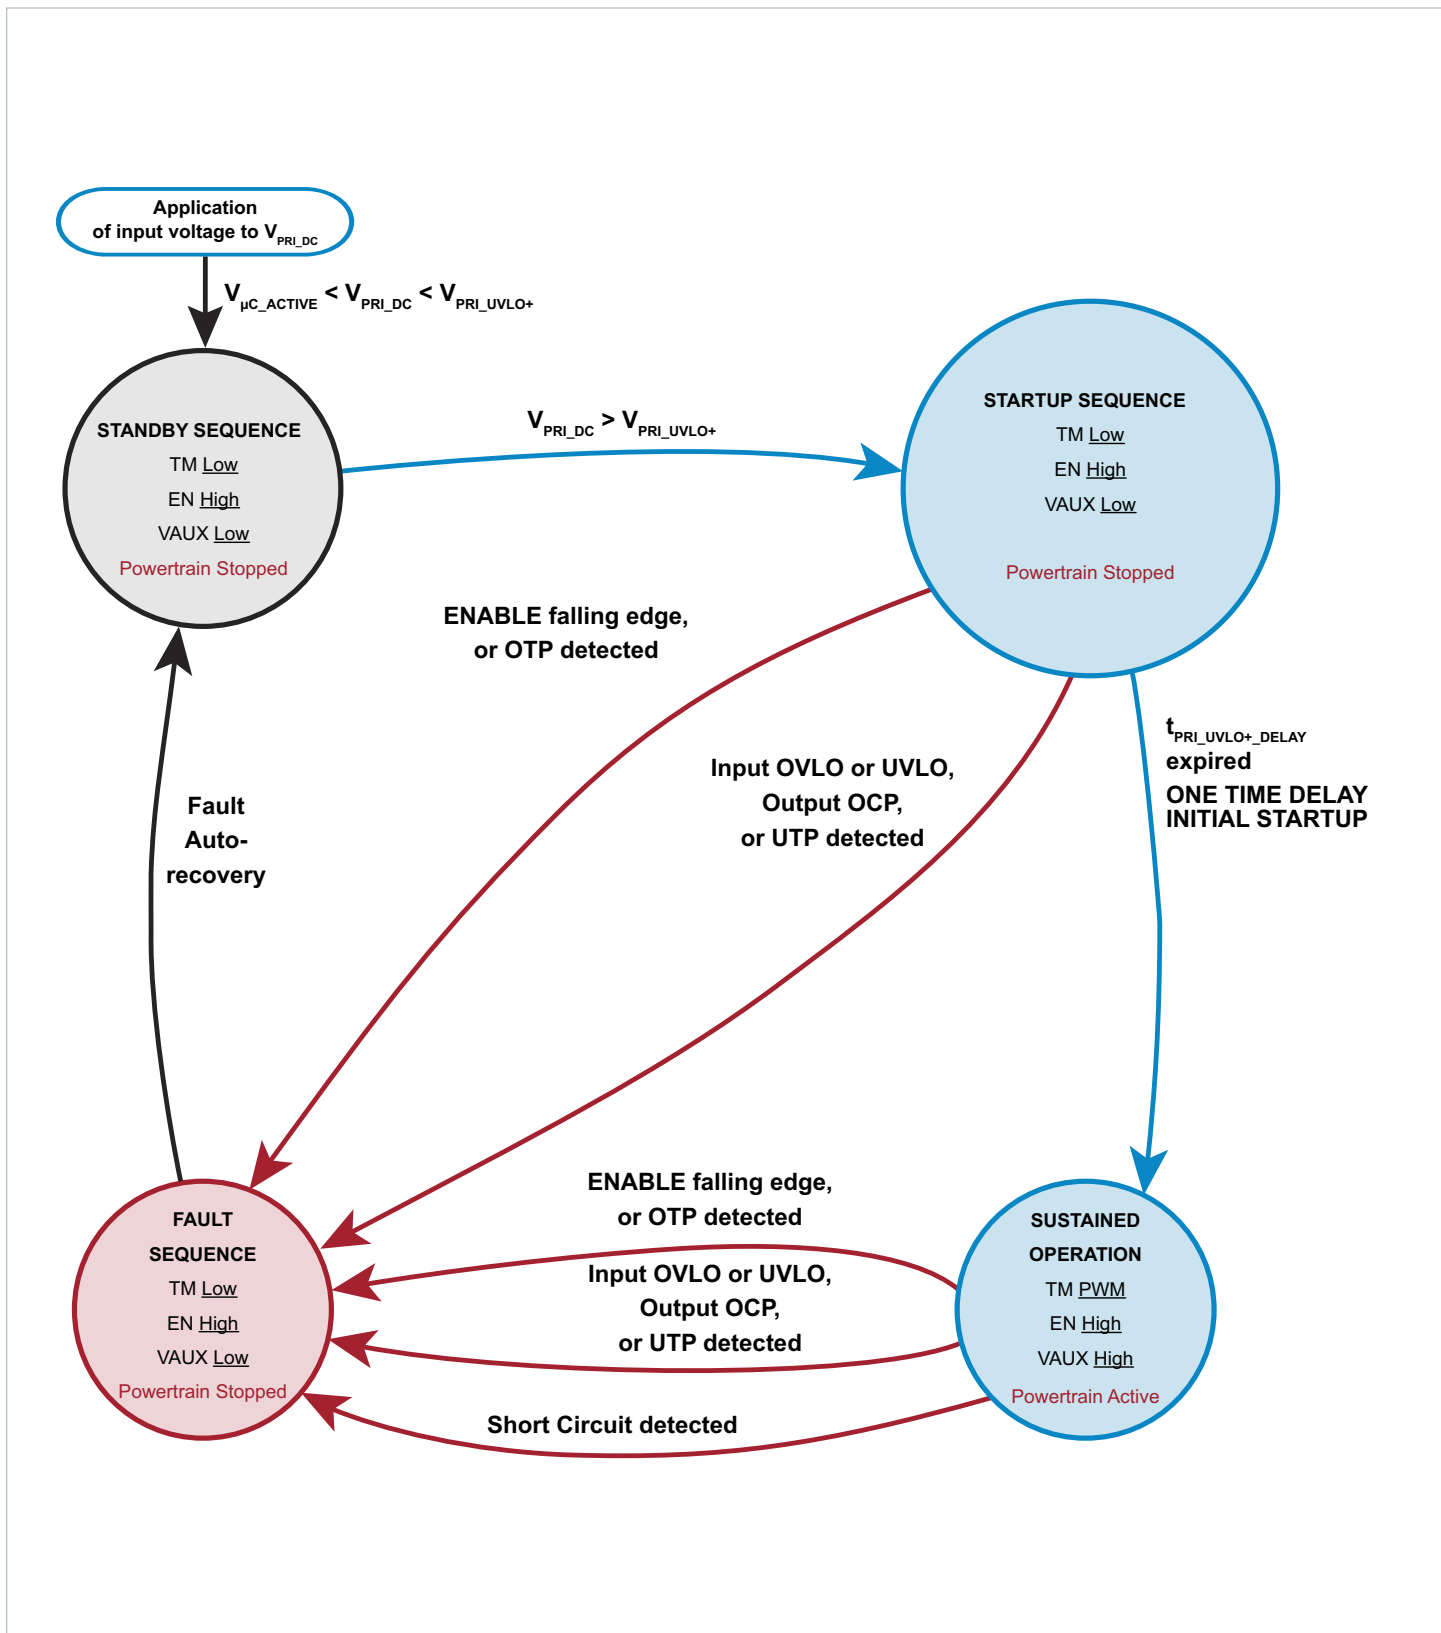 Application
of input voltage to VPRI_DC
VµC_ACTIVE < VPRI_DC < VPRI_UVLO+
STANDBY SEQUENCE
TM Low
EN High
VAUX Low
Powertrain Stopped
VPRI_DC > VPRI_UVLO+
STARTUP SEQUENCE
TM Low
EN High
VAUX Low
Powertrain Stopped
ENABLE falling edge,
or OTP detected
Input OVLO or UVLO,
Output OCP,
or UTP detected
tPRI_UVLO+_DELAY
expired
ONE TIME DELAY
INITIAL STARTUP
Fault
Auto-
recovery
FAULT
SEQUENCE
TM Low
EN High
VAUX Low
Powertrain Stopped
ENABLE falling edge,
or OTP detected
Input OVLO or UVLO,
Output OCP,
or UTP detected
Short Circuit detected
SUSTAINED
OPERATION
TM PWM
EN High
VAUX High
Powertrain Active